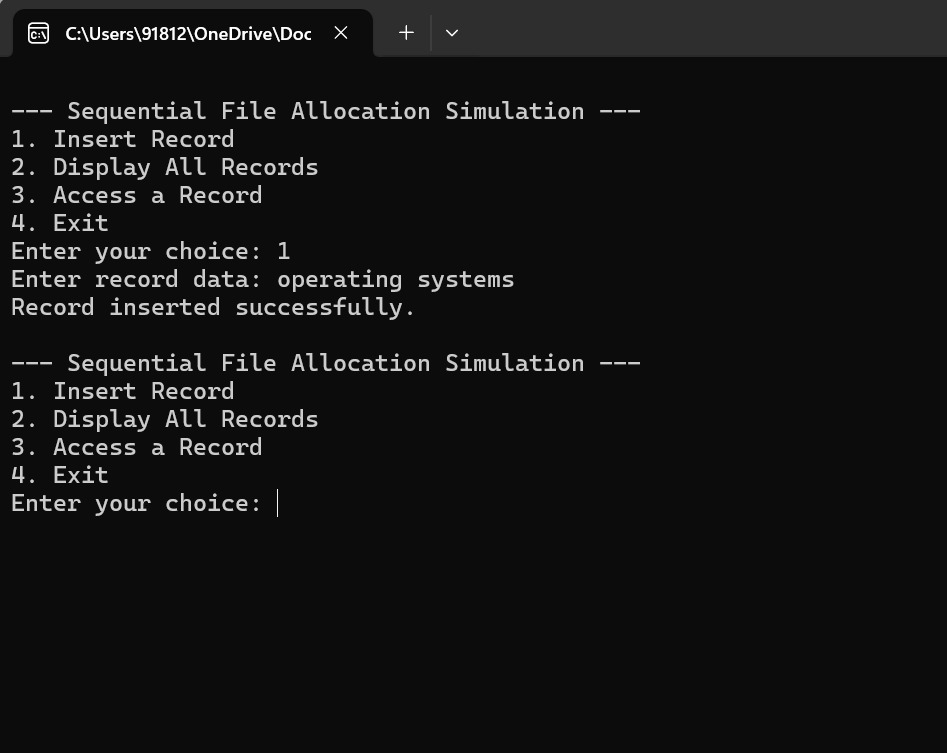 C:\Users\91812\OneDrive\Doc
--- Sequential File Allocation Simulation ---
1. Insert Record
2. Display All Records
3. Access a Record
4. Exit
Enter your choice: 1
Enter record data: operating systems
Record inserted successfully.
--- Sequential File Allocation Simulation ---
1. Insert Record
2. Display All Records
3. Access a Record
4. Exit
Enter your choice: